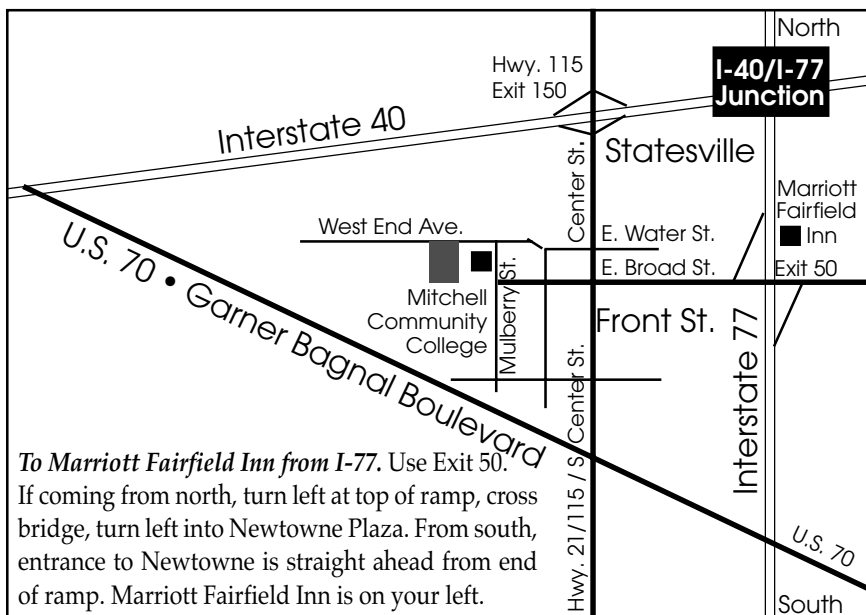 North
I-40/I-77
Junction
Hwy. 115
Exit 150
Interstate 40
Center St.
Statesville
Marriott
Fairfield
Inn
West End Ave.
E. Water St.
E. Broad St.
Exit 50
U.S. 70 • Garner Bagnal Boulevard
Mitchell
Community
College
Mulberry St.
Front St.
Interstate 77
Hwy. 21/115 / S. Center St.
To Marriott Fairfield Inn from I-77. Use Exit 50.
If coming from north, turn left at top of ramp, cross
bridge, turn left into Newtowne Plaza. From south,
entrance to Newtowne is straight ahead from end
of ramp. Marriott Fairfield Inn is on your left.
U.S. 70
South